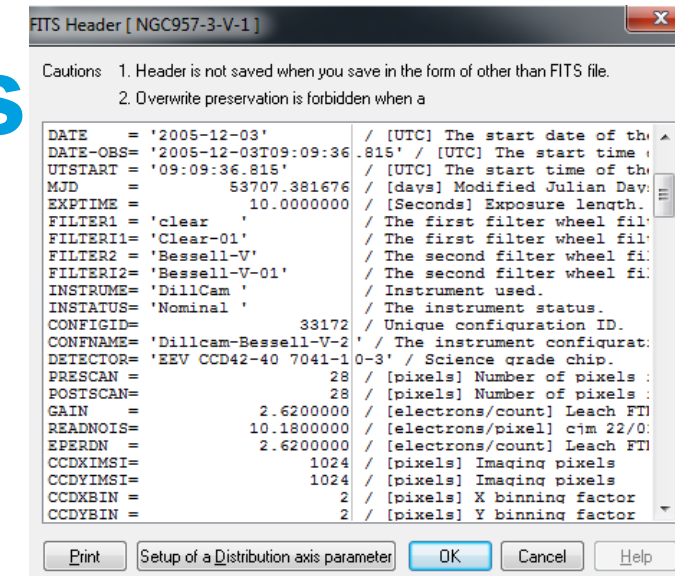 FITS Header [ NGC957-3-V-1 ]
s
Cautions 1. Header is not saved when you save in the form of other than FITS file.
2. Overwrite preservation is forbidden when a
DATE = '2005-12-03' / [UTC] The start date of the
DATE-OBS= '2005-12-03T09:09:36.815' / [UTC] The start time
UTSTART = '09:09:36.815' / [UTC] The start time of the
MJD = 53707.381676 / [days] Modified Julian Day
EXPTIME = 10.0000000 / [Seconds] Exposure length.
FILTER1 = 'clear ' / The first filter wheel
FILTERI1= 'Clear-01' / The first filter wheel
FILTER2 = 'Bessell-V' / The second filter wheel
FILTERI2= 'Bessell-V-01' / The second filter wheel
INSTRUME= 'DillCam ' / Instrument used.
INSTATUS= 'Nominal ' / The instrument status.
CONFIGID= 33172 / Unique configuration ID.
CONFNAME= 'Dillcam-Bessell-V-2' / The instrument
DETECTOR= 'EEV CCD42-40 7041-10-3' / Science grade chip.
PRESCAN = 28 / [pixels] Number of pixels
POSTSCAN= 28 / [pixels] Number of pixels
GAIN = 2.6200000 / [electrons/count] Leach
READNOIS= 10.1800000 / [electrons/pixel] cjm 22/0
EPERDN = 2.6200000 / [electrons/count] Leach
CCDXIMSI= 1024 / [pixels] Imaging pixels
CCDYIMSI= 1024 / [pixels] Imaging pixels
CCDXBIN = 2 / [pixels] X binning factor
CCDYBIN = 2 / [pixels] Y binning factor
Print Setup of a Distribution axis parameter OK Cancel Help